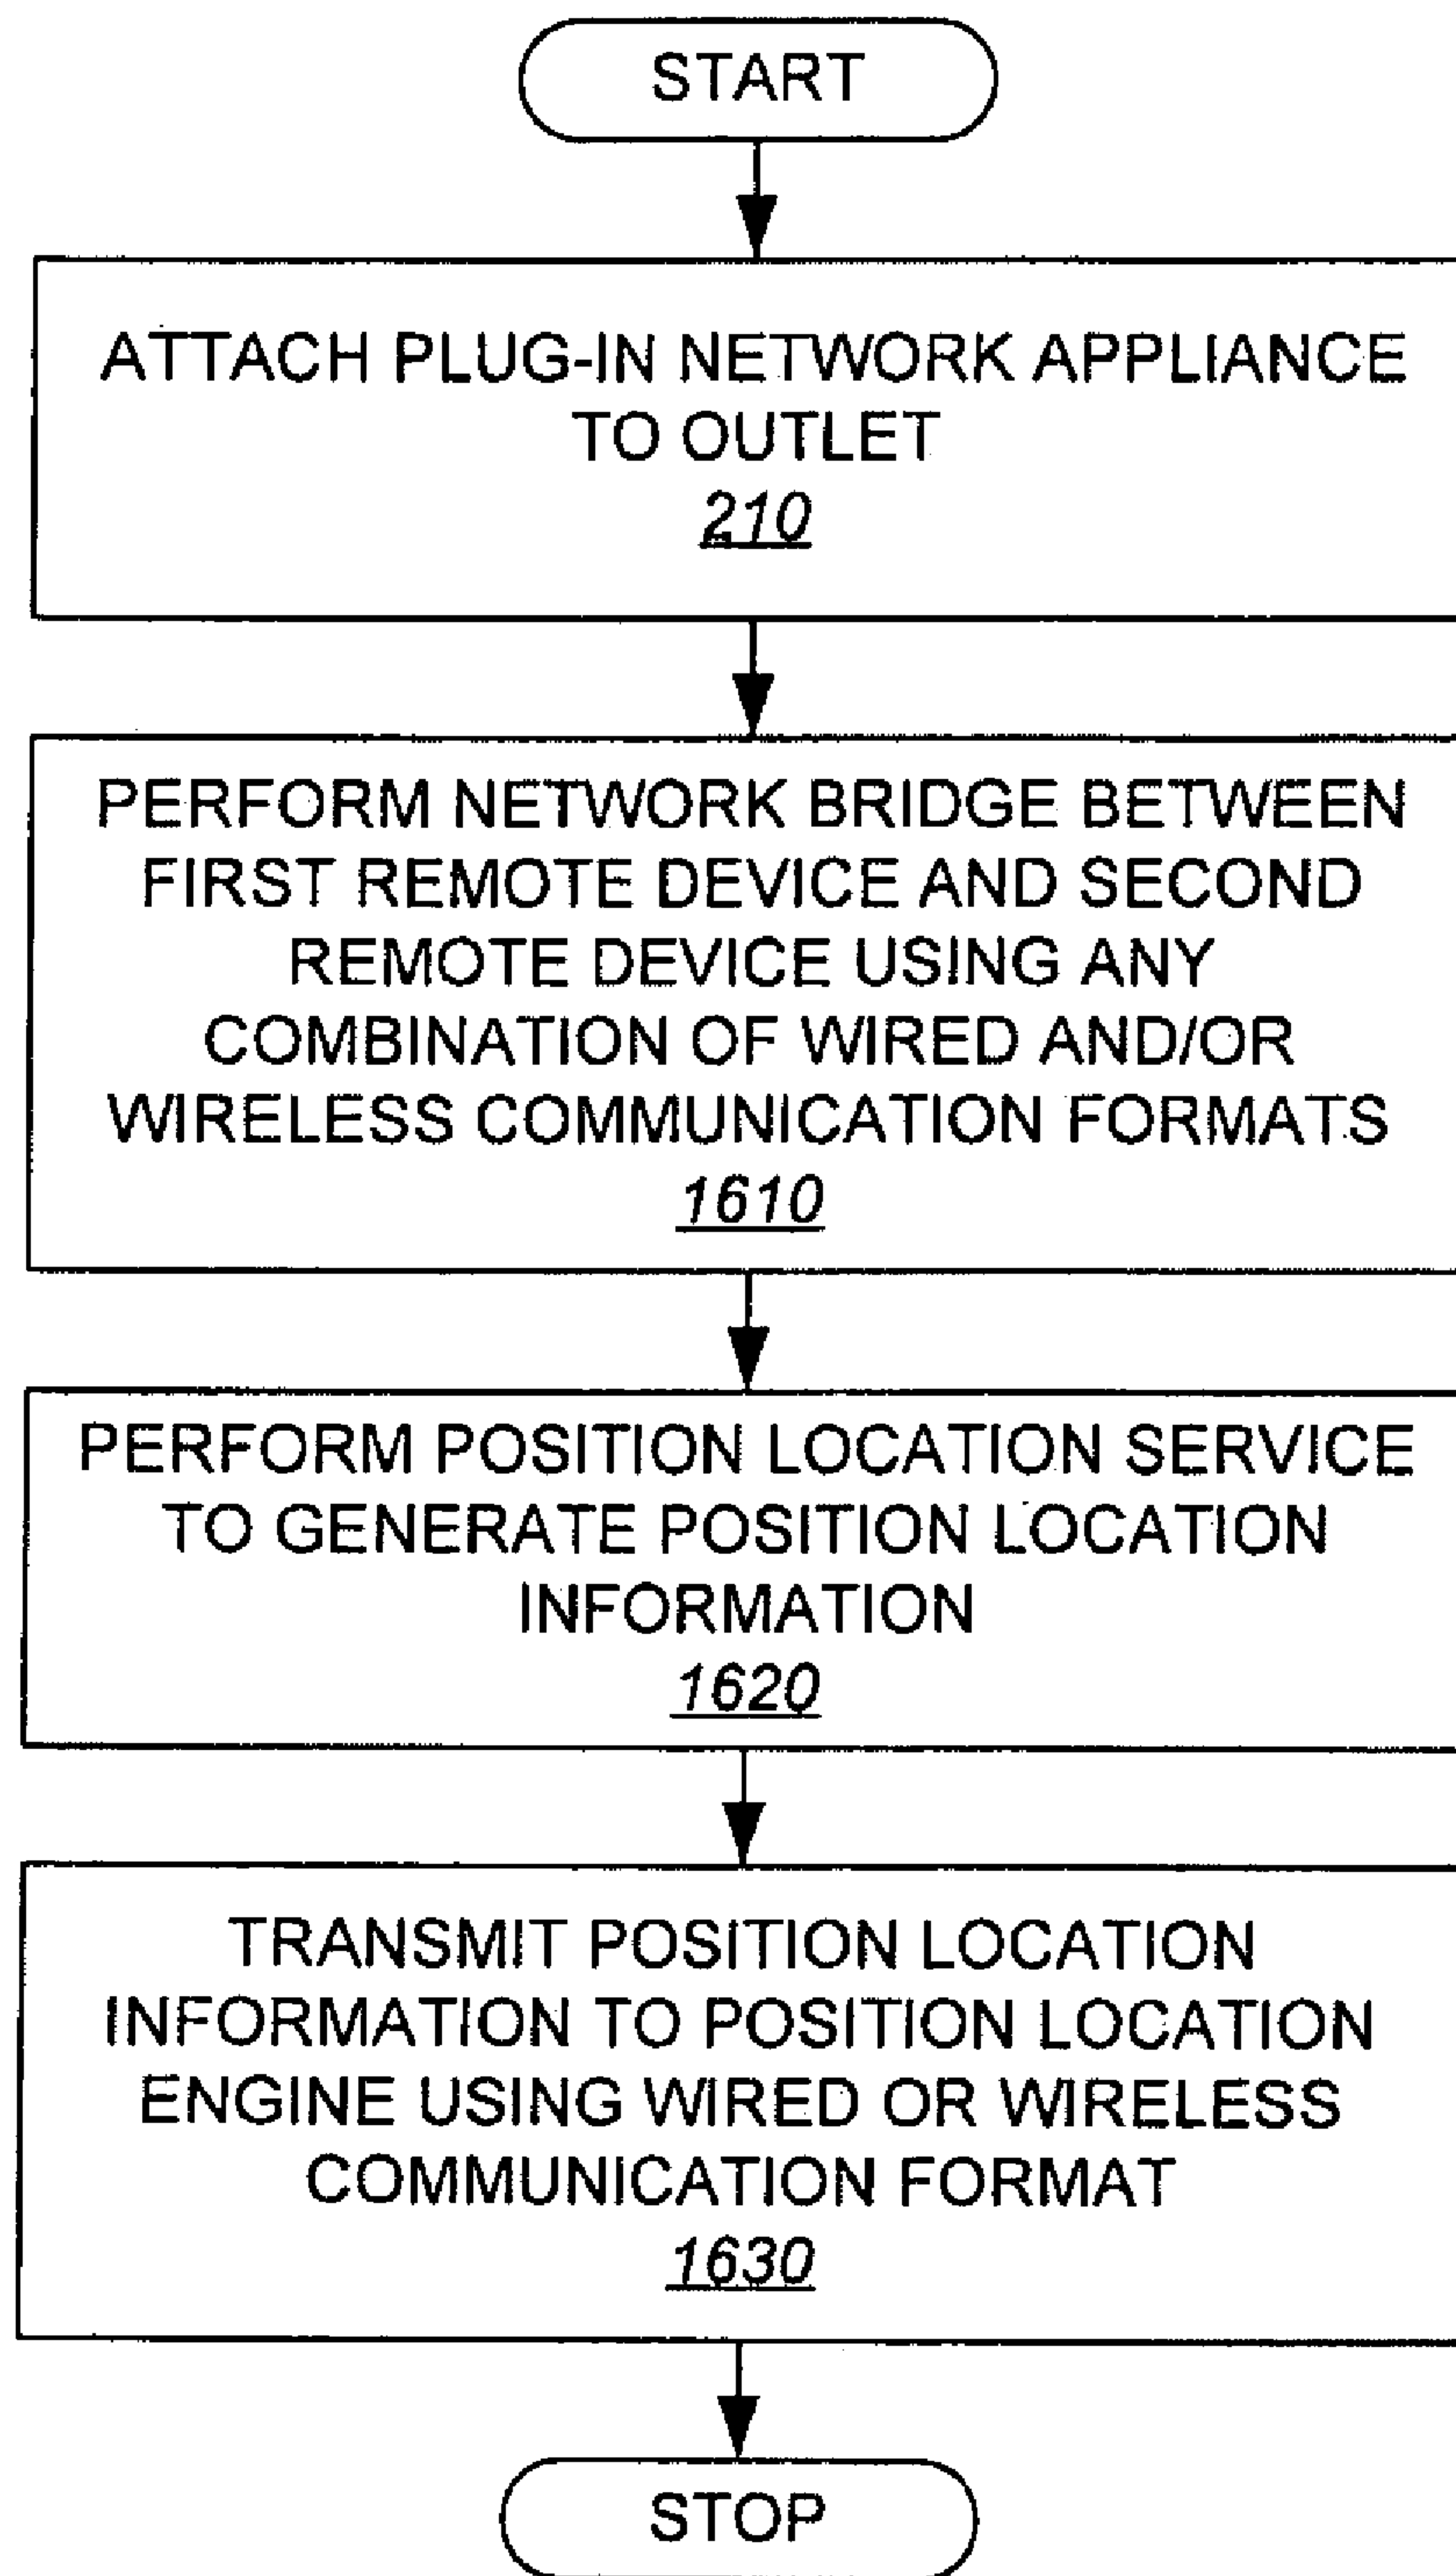 START
ATTACH PLUG-IN NETWORK APPLIANCE
TO OUTLET
210
PERFORM NETWORK BRIDGE BETWEEN
FIRST REMOTE DEVICE AND SECOND
REMOTE DEVICE USING ANY
COMBINATION OF WIRED AND/OR
WIRELESS COMMUNICATION FORMATS
1610
PERFORM POSITION LOCATION SERVICE
TO GENERATE POSITION LOCATION
INFORMATION
1620
TRANSMIT POSITION LOCATION
INFORMATION TO POSITION LOCATION
ENGINE USING WIRED OR WIRELESS
COMMUNICATION FORMAT
1630
STOP